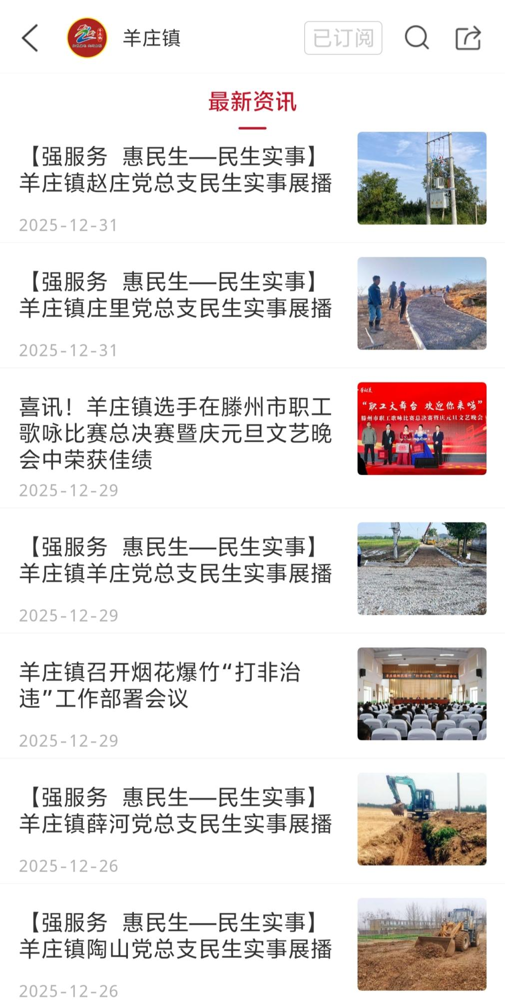 羊庄镇
已订阅
最新资讯
【强服务 惠民生——民生实事】
羊庄镇赵庄党总支民生实事展播
2025-12-31
【强服务 惠民生——民生实事】
羊庄镇庄里党总支民生实事展播
2025-12-31
喜讯！羊庄镇选手在滕州市职工
歌咏比赛总决赛暨庆元旦文艺晚
会中荣获佳绩
2025-12-29
劳动美
“职工大舞台 欢迎你来嗨”
滕州市职工歌咏比赛总决赛暨庆元旦文艺晚会
【强服务 惠民生——民生实事】
羊庄镇羊庄党总支民生实事展播
2025-12-29
羊庄镇召开烟花爆竹“打非治
违”工作部署会议
2025-12-29
羊庄镇烟花爆竹“打非治违”工作部署会议
【强服务 惠民生——民生实事】
羊庄镇薛河党总支民生实事展播
2025-12-26
【强服务 惠民生——民生实事】
羊庄镇陶山党总支民生实事展播
2025-12-26